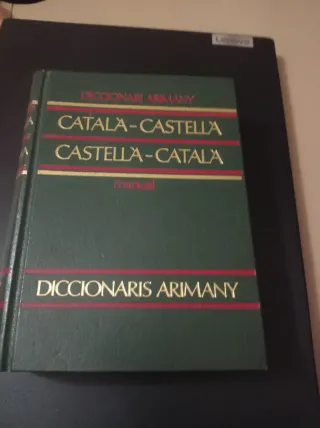 DICCIONARI ARIMANY
CATALÀ-CASTELLÀ
CASTELLÀ-CATALÀ
manual
DICCIONARIS ARIMANY